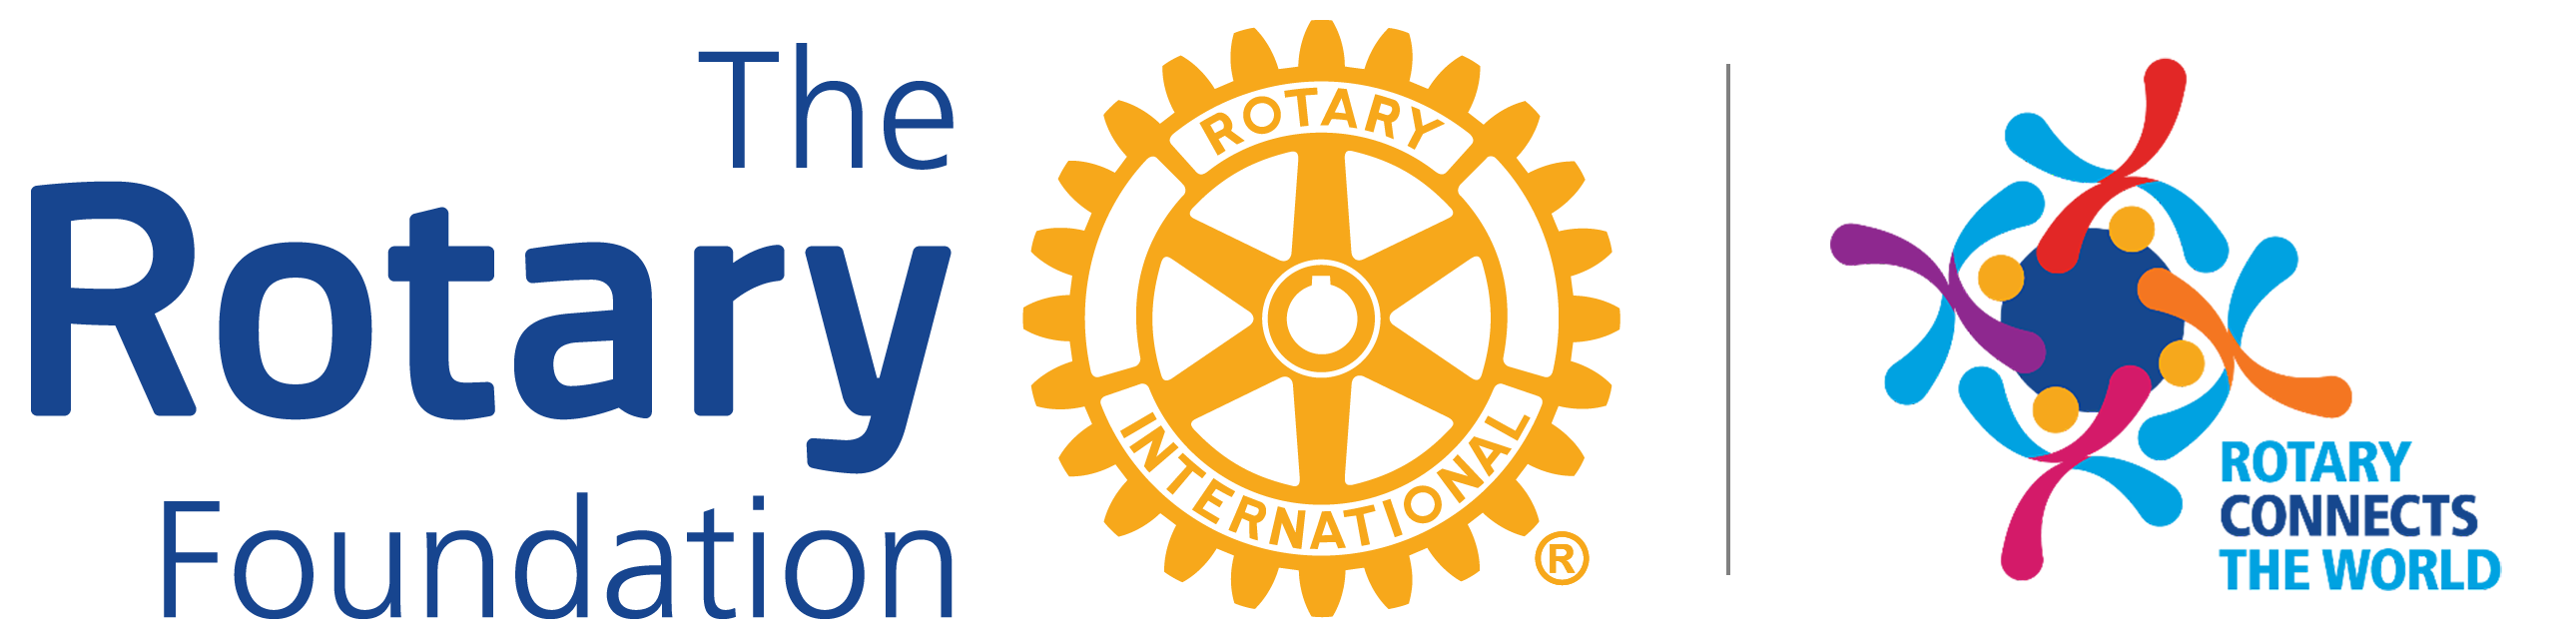 The
Rotary
Foundation
ROTARY
INTERNATIONAL
®
ROTARY
CONNECTS
THE WORLD